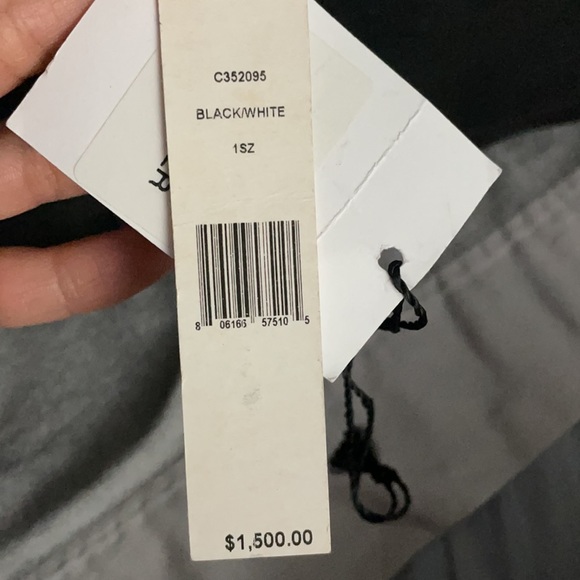 C352095
BLACK/WHITE
1SZ
8 06166 57510 5
$1,500.00